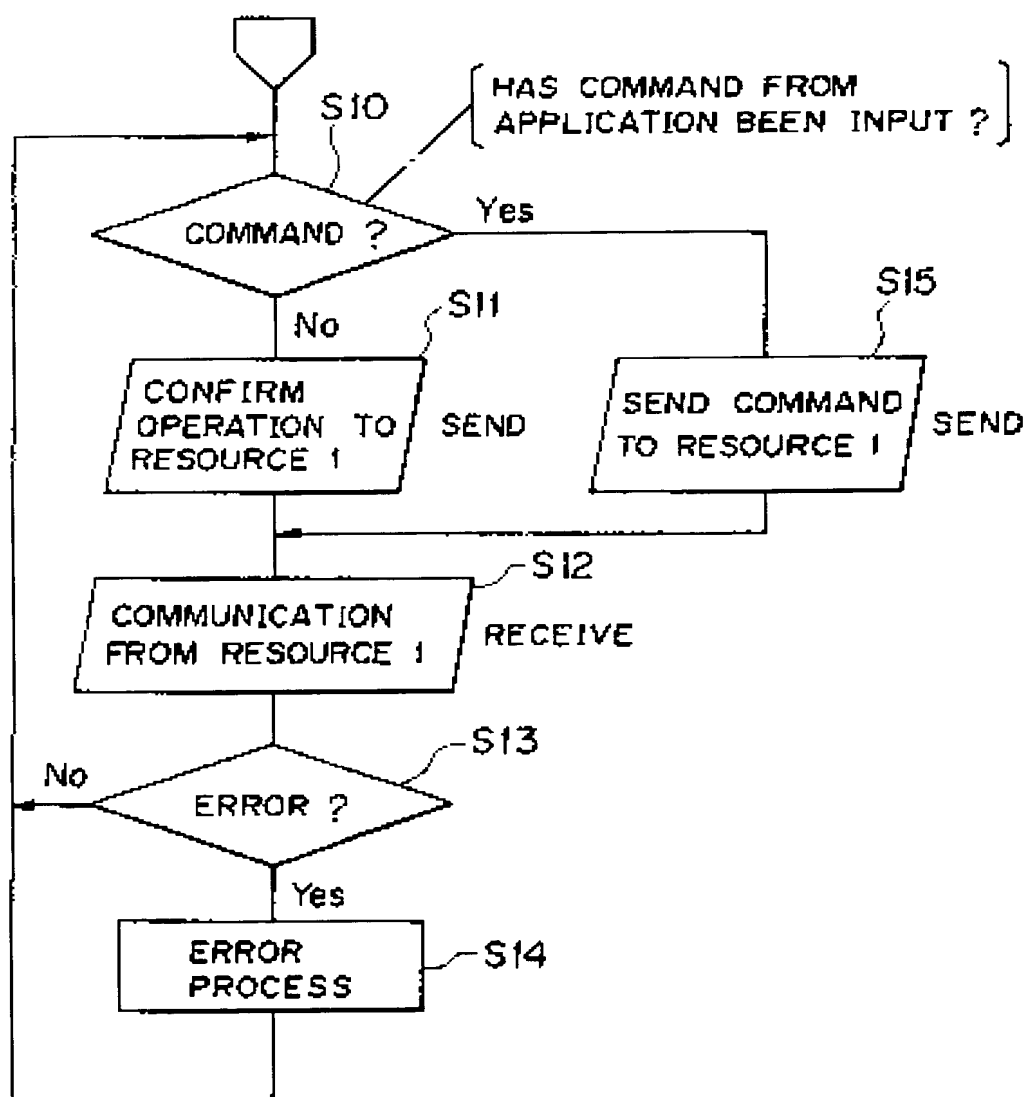 S10
HAS COMMAND FROM
APPLICATION BEEN INPUT ?
COMMAND ?
Yes
No
S11
S15
CONFIRM
OPERATION TO
RESOURCE 1
SEND
SEND COMMAND
TO RESOURCE 1
SEND
S12
COMMUNICATION
FROM RESOURCE 1
RECEIVE
S13
No
ERROR ?
Yes
ERROR
PROCESS
S14